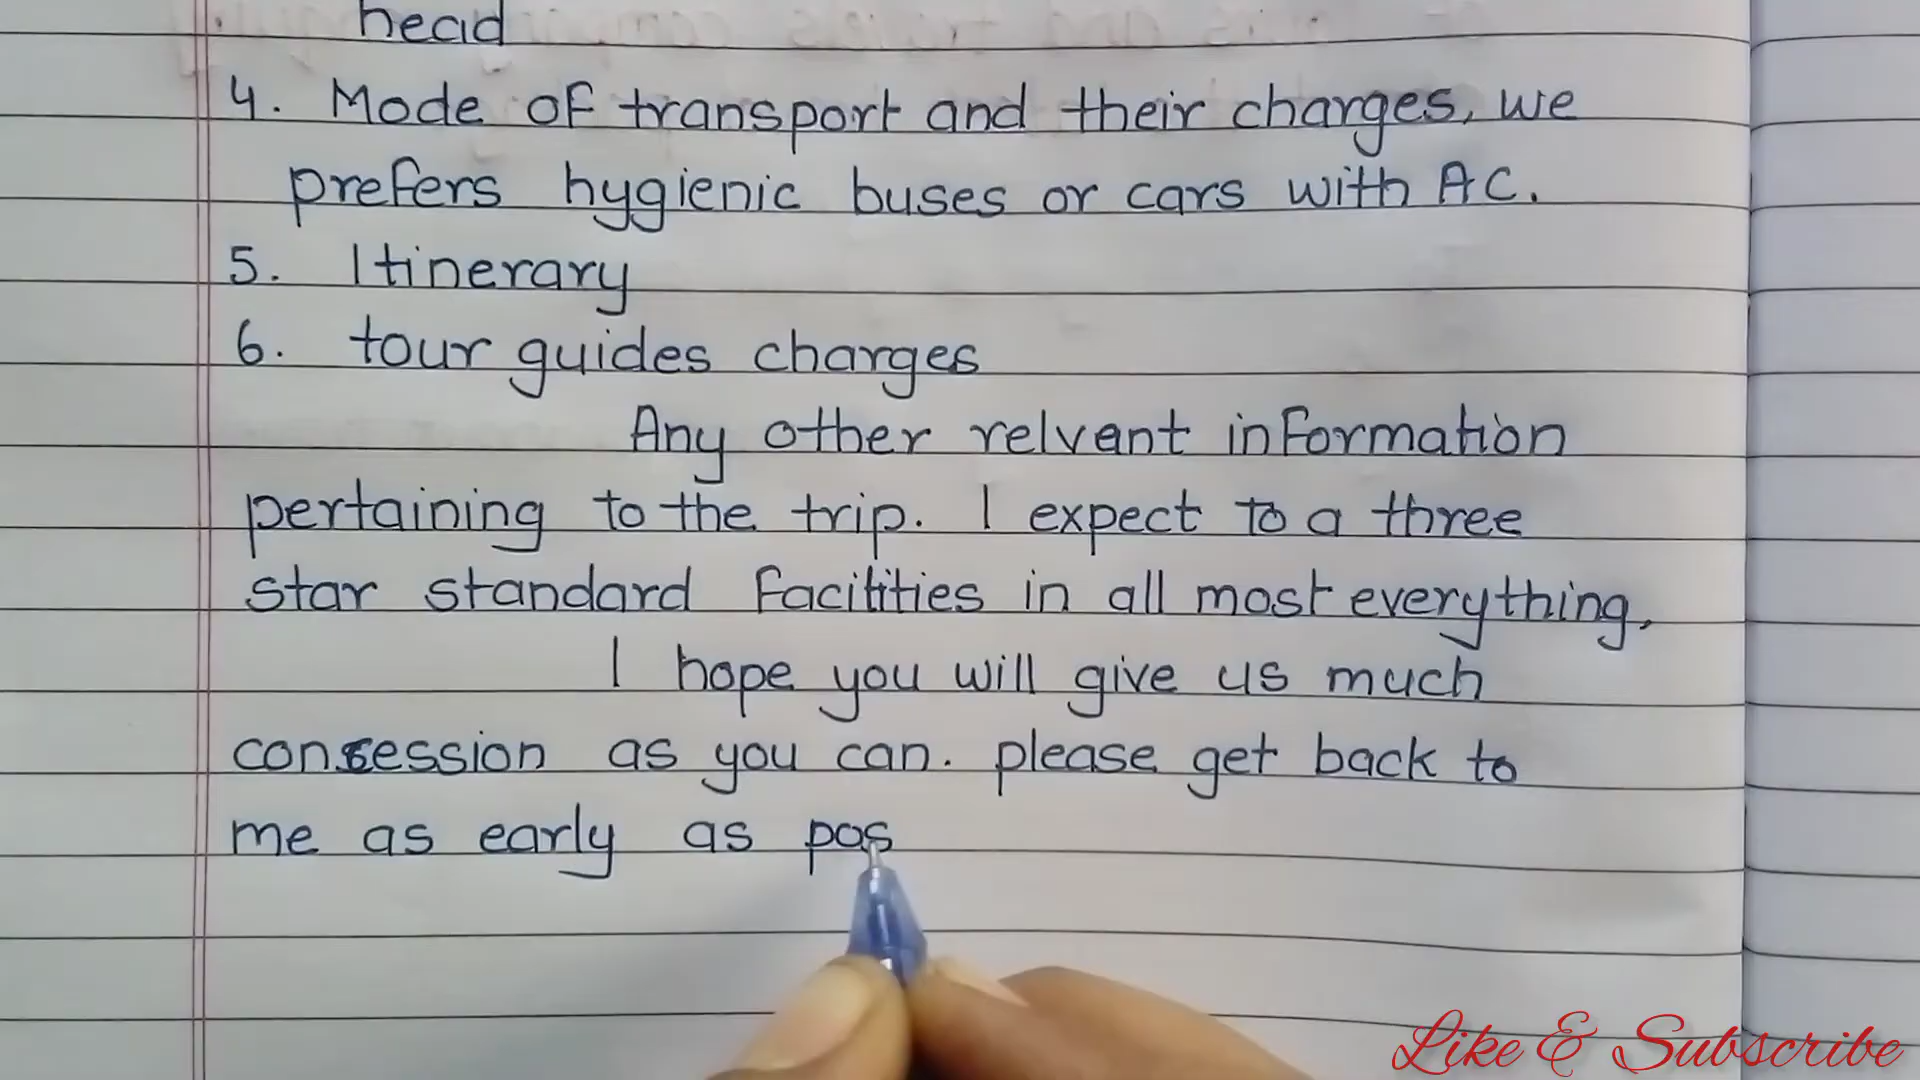 head
4. Mode of transport and their charges, we
prefers hygienic buses or cars with AC.
5. Itinerary
6. tour guides charges
Any other relvant information
pertaining to the trip. I expect to a three
star standard facilities in all most everything,
I hope you will give us much
conssession as you can. please get back to
me as early as pos
Like & Subscribe